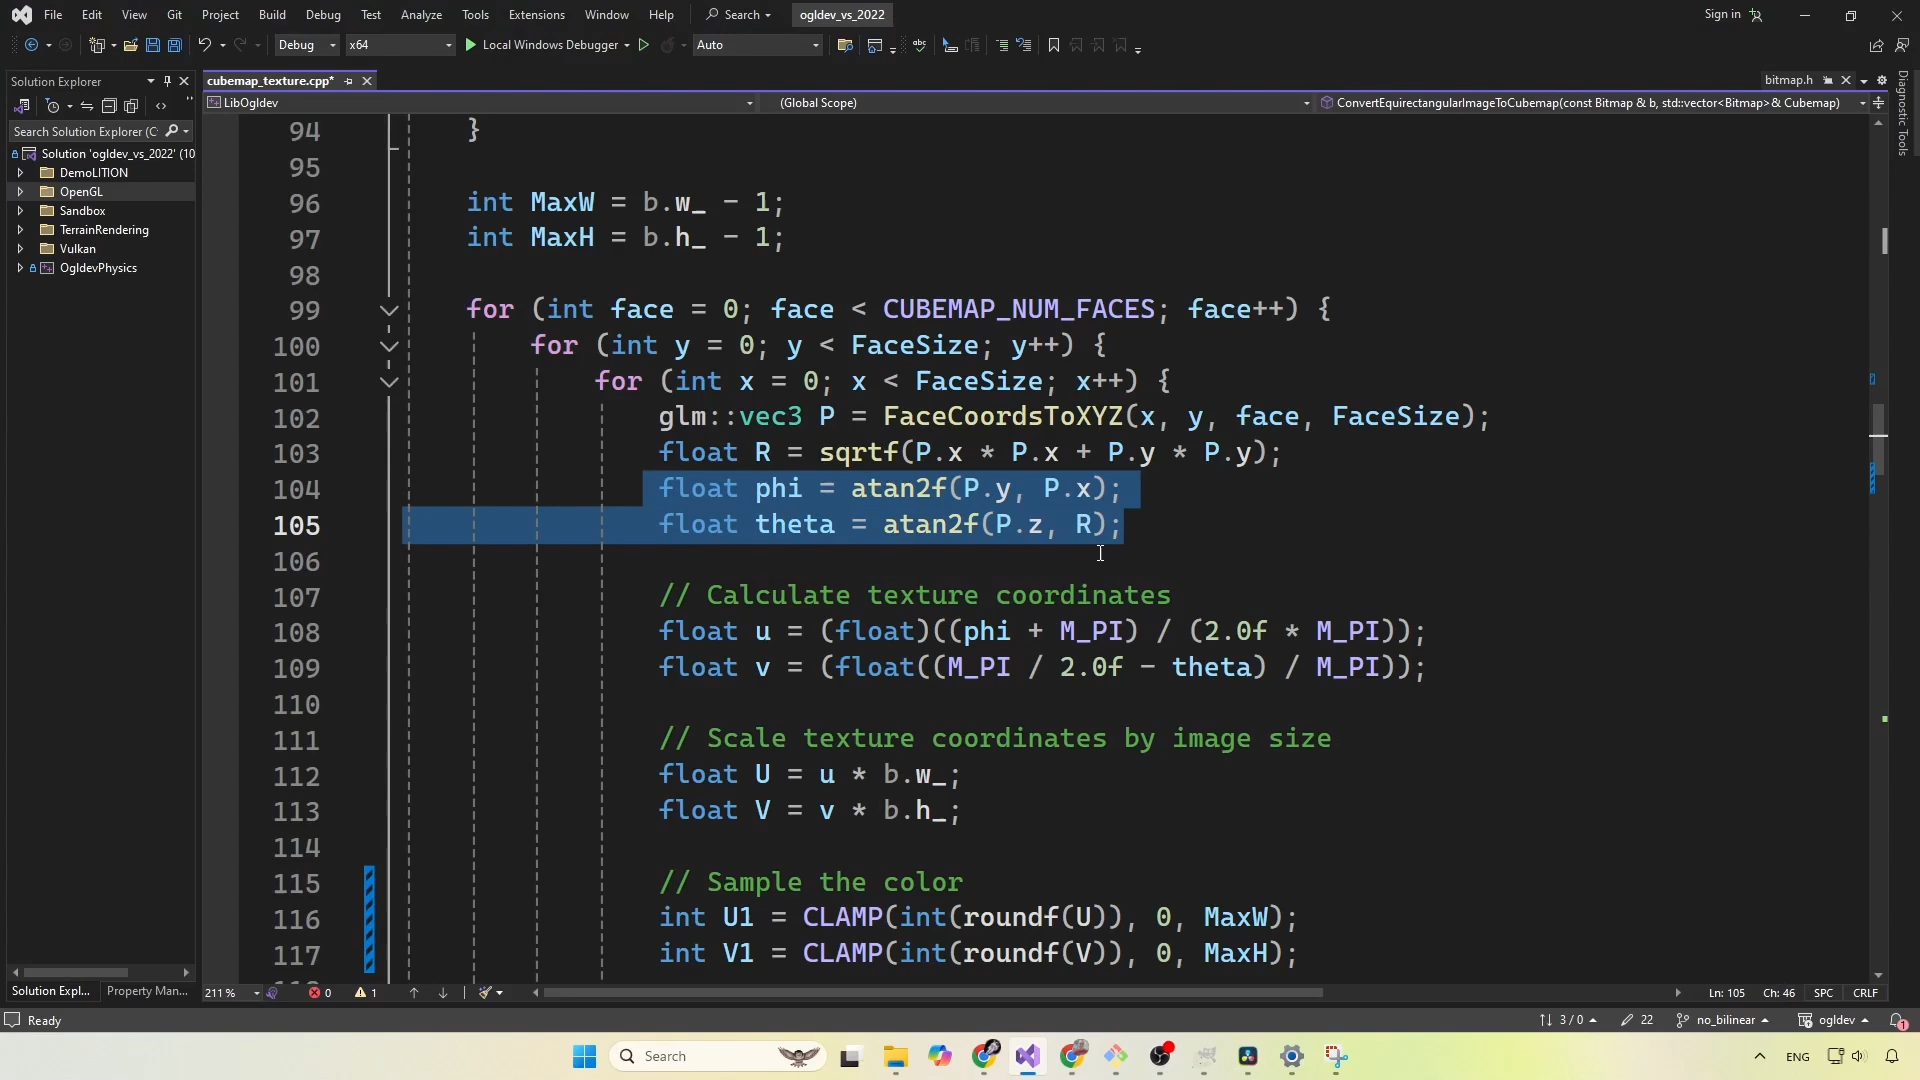 File Edit View Git Project Build Debug Test Analyze Tools Extensions Window Help Search ogldev_vs_2022 Sign in
Debug x64 Local Windows Debugger Auto
Solution Explorer
Search Solution Explorer (C
Solution 'ogldev_vs_2022' (10
DemoLITION
OpenGL
Sandbox
TerrainRendering
Vulkan
OgldevPhysics
cubemap_texture.cpp* bitmap.h
LibOgldev (Global Scope) ConvertEquirectangularImageToCubemap(const Bitmap & b, std::vector<Bitmap>& Cubemap)
Diagnostic Tools
94 }
95
96 int MaxW = b.w_ - 1;
97 int MaxH = b.h_ - 1;
98
99 for (int face = 0; face < CUBEMAP_NUM_FACES; face++) {
100 for (int y = 0; y < FaceSize; y++) {
101 for (int x = 0; x < FaceSize; x++) {
102 glm::vec3 P = FaceCoordsToXYZ(x, y, face, FaceSize);
103 float R = sqrtf(P.x * P.x + P.y * P.y);
104 float phi = atan2f(P.y, P.x);
105 float theta = atan2f(P.z, R);
106
107 // Calculate texture coordinates
108 float u = (float)((phi + M_PI) / (2.0f * M_PI));
109 float v = (float((M_PI / 2.0f - theta) / M_PI));
110
111 // Scale texture coordinates by image size
112 float U = u * b.w_;
113 float V = v * b.h_;
114
115 // Sample the color
116 int U1 = CLAMP(int(roundf(U)), 0, MaxW);
117 int V1 = CLAMP(int(roundf(V)), 0, MaxH);
Solution Expl... Property Man...
211 % 0 1 Ln: 105 Ch: 46 SPC CRLF
Ready 3 / 0 22 no_bilinear ogldev 1
Search ENG